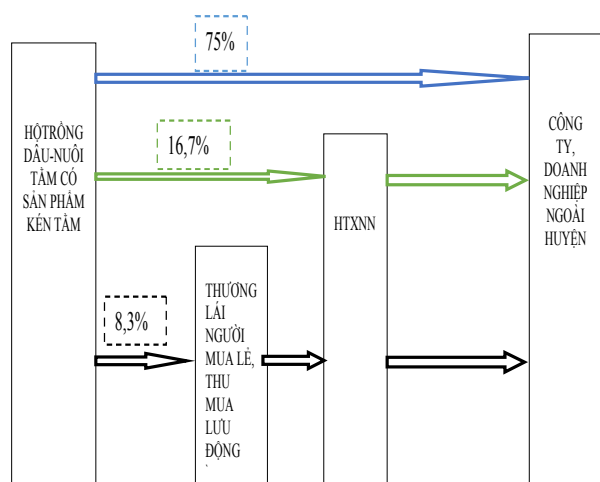 75%
HỘTRỒNG
DÂU-NUÔI
TẰM CÓ
SẢN PHẨM
KÉN TẰM
16,7%
HTXNN
CÔNG
TY,
DOANH
NGHIỆP
NGOÀI
HUYỆN
8,3%
THƯƠNG
LÁI
NGƯỜI
MUA LẺ,
THU
MUA
LƯU
ĐỘNG